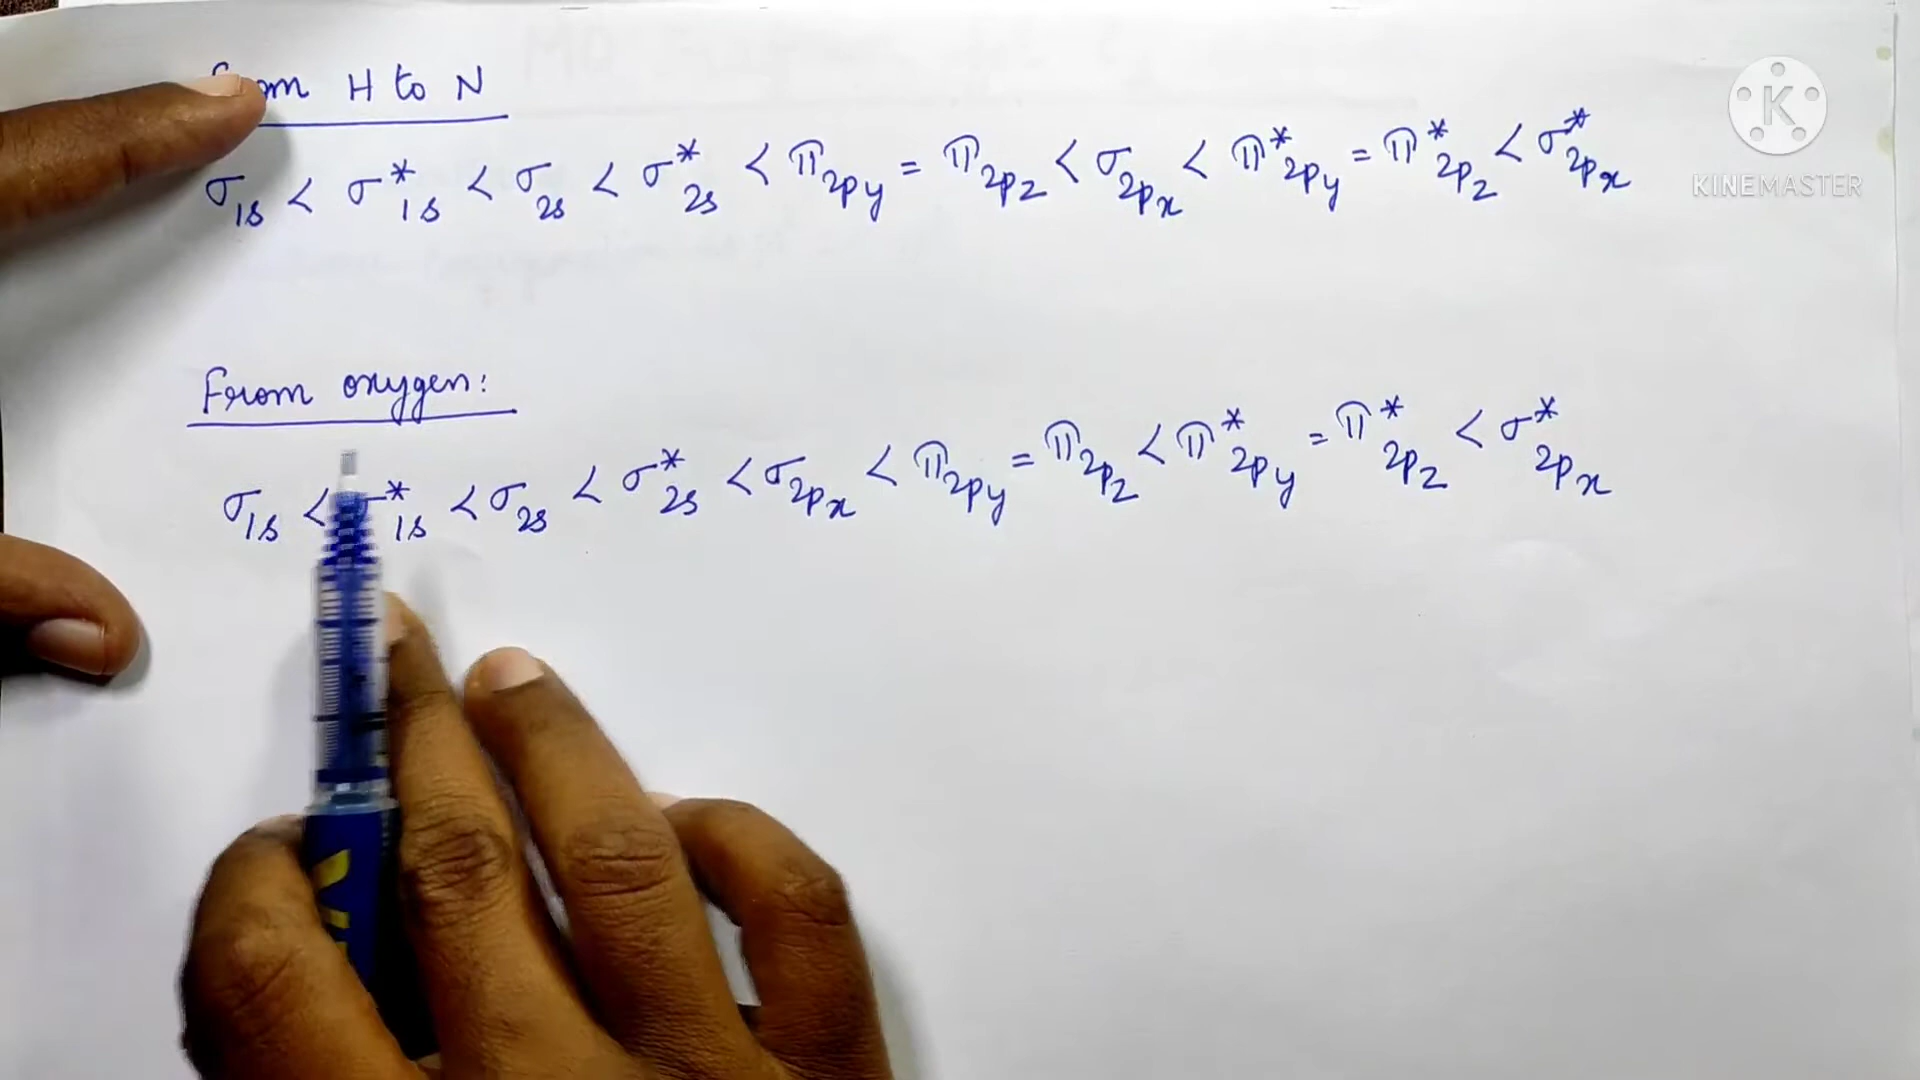 From H to N
σ1s < σ*1s < σ2s < σ*2s < π2py = π2pz < σ2px < π*2py = π*2pz < σ*2px
From oxygen:
σ1s < σ*1s < σ2s < σ*2s < σ2px < π2py = π2pz < π*2py = π*2pz < σ*2px
K
KINEMASTER